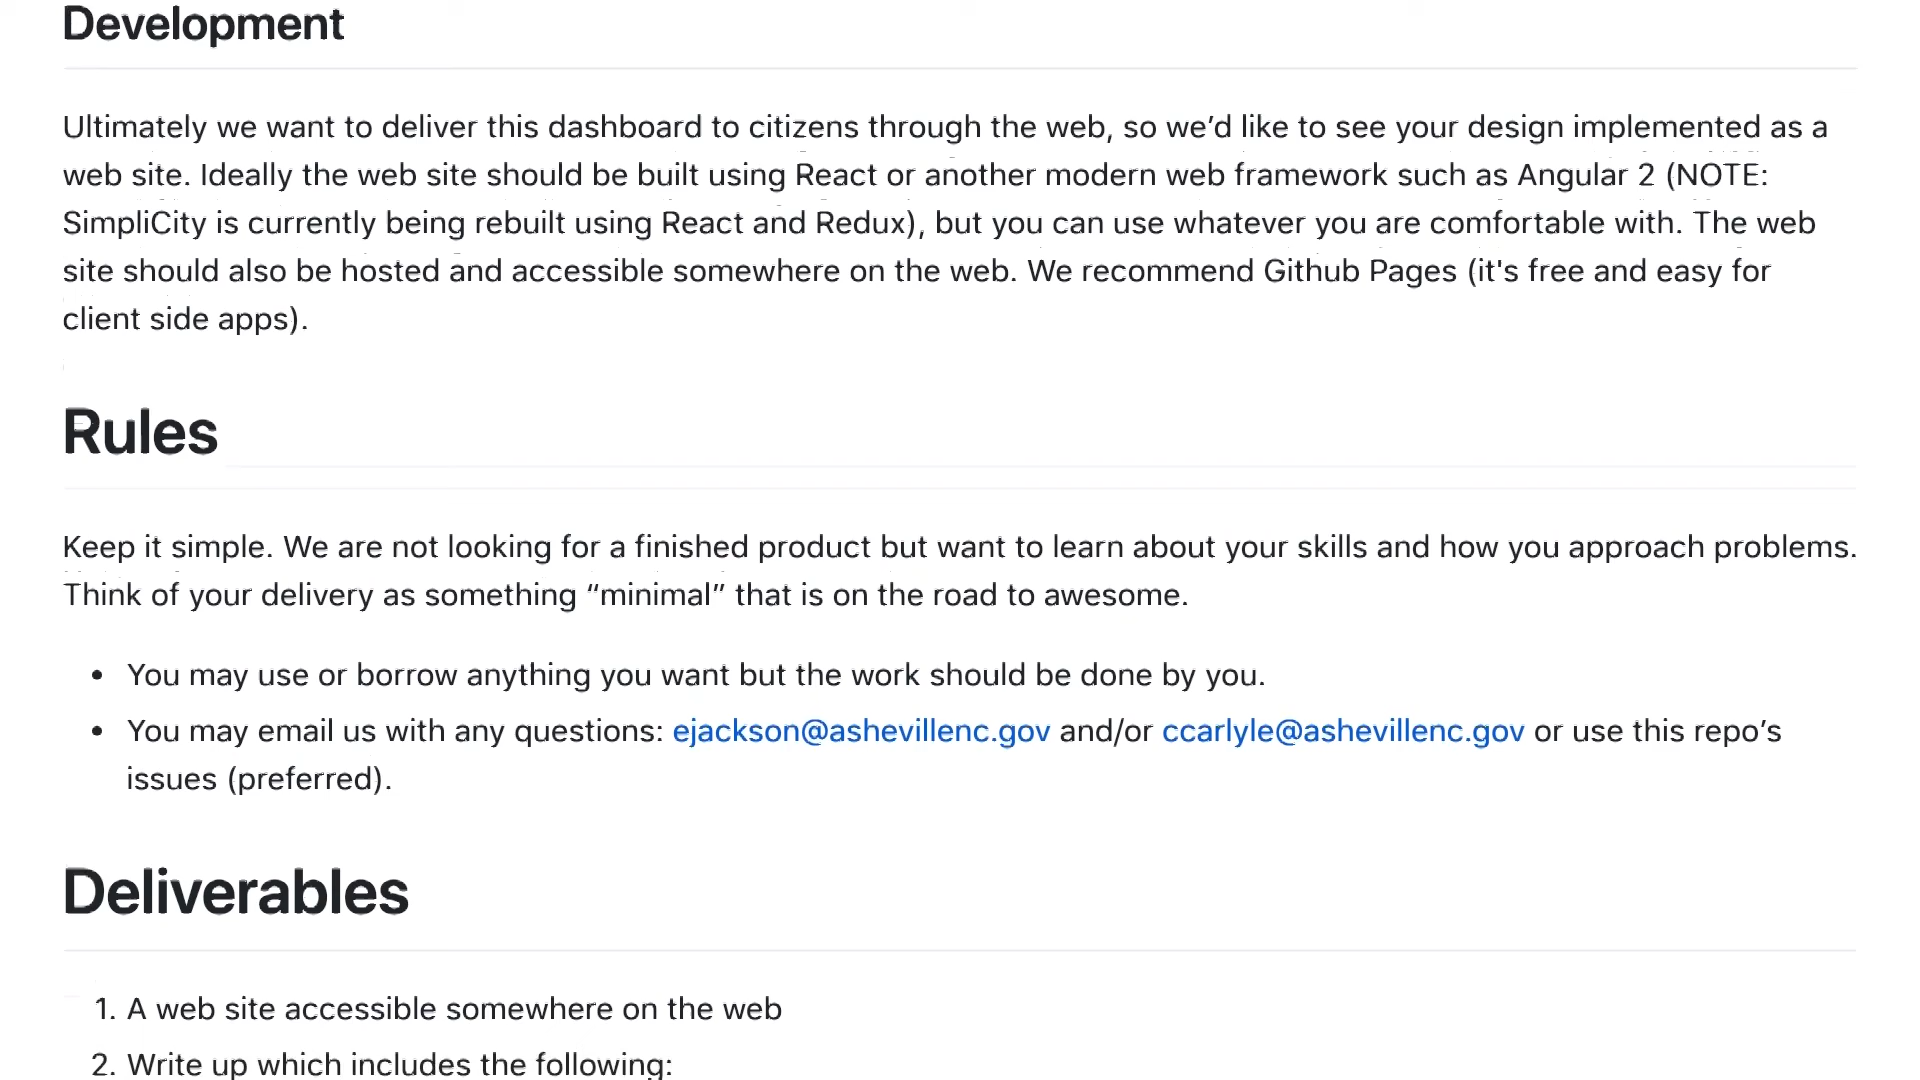 Development
Ultimately we want to deliver this dashboard to citizens through the web, so we’d like to see your design implemented as a
web site. Ideally the web site should be built using React or another modern web framework such as Angular 2 (NOTE:
SimpliCity is currently being rebuilt using React and Redux), but you can use whatever you are comfortable with. The web
site should also be hosted and accessible somewhere on the web. We recommend Github Pages (it's free and easy for
client side apps).
Rules
Keep it simple. We are not looking for a finished product but want to learn about your skills and how you approach problems.
Think of your delivery as something “minimal” that is on the road to awesome.
• You may use or borrow anything you want but the work should be done by you.
• You may email us with any questions: ejackson@ashevillenc.gov and/or ccarlyle@ashevillenc.gov or use this repo’s
issues (preferred).
Deliverables
1. A web site accessible somewhere on the web
2. Write up which includes the following: